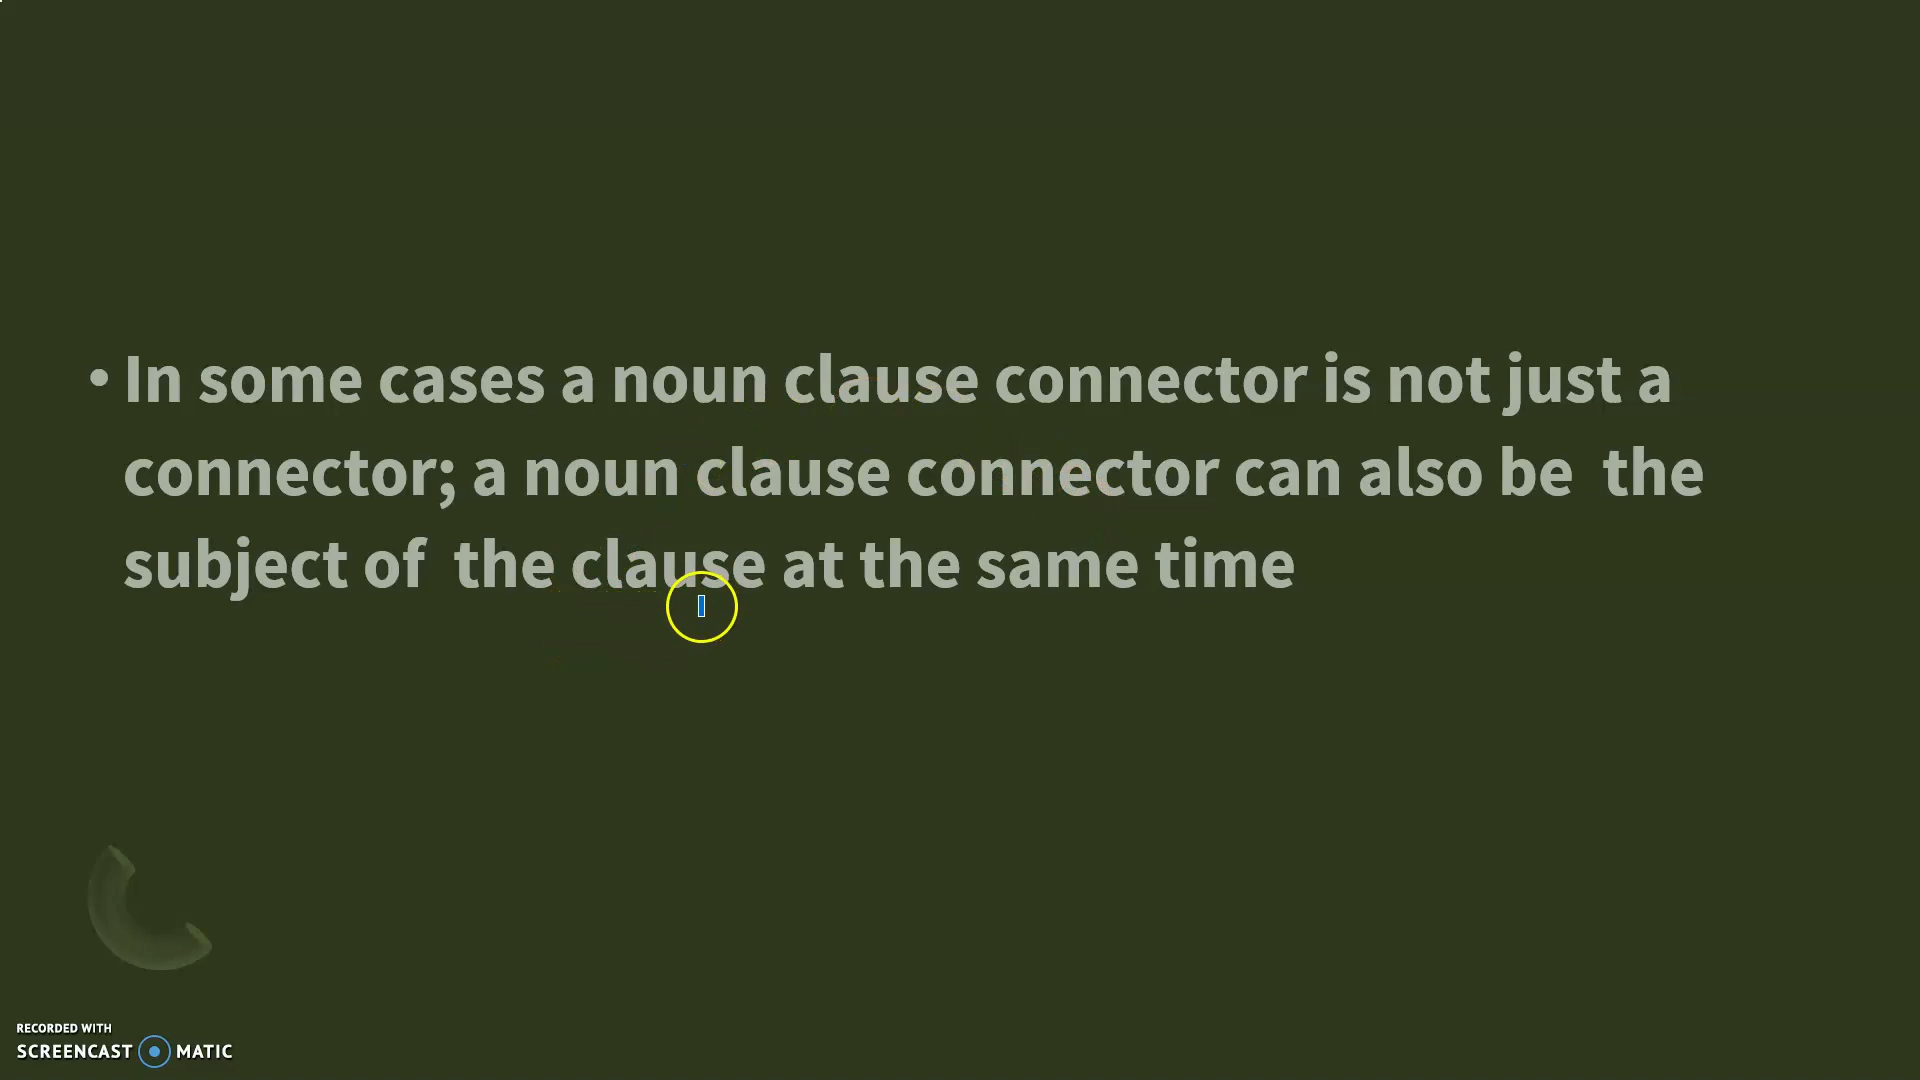 • In some cases a noun clause connector is not just a
connector; a noun clause connector can also be  the
subject of  the clause at the same time
RECORDED WITH
SCREENCAST MATIC